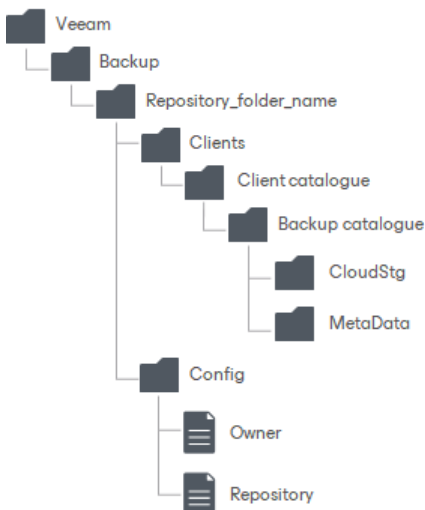 Veeam
Backup
Repository_folder_name
Clients
Client catalogue
Backup catalogue
CloudStg
MetaData
Config
Owner
Repository